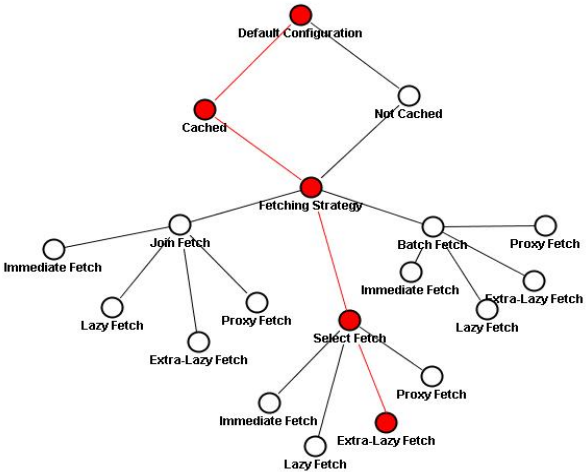 Default Configuration
Not Cached
Cached
Fetching Strategy
Join Fetch
Batch Fetch
Proxy Fetch
Immediate Fetch
Immediate Fetch
Extra-Lazy Fetch
Lazy Fetch
Proxy Fetch
Lazy Fetch
Select Fetch
Extra-Lazy Fetch
Proxy Fetch
Immediate Fetch
Extra-Lazy Fetch
Lazy Fetch